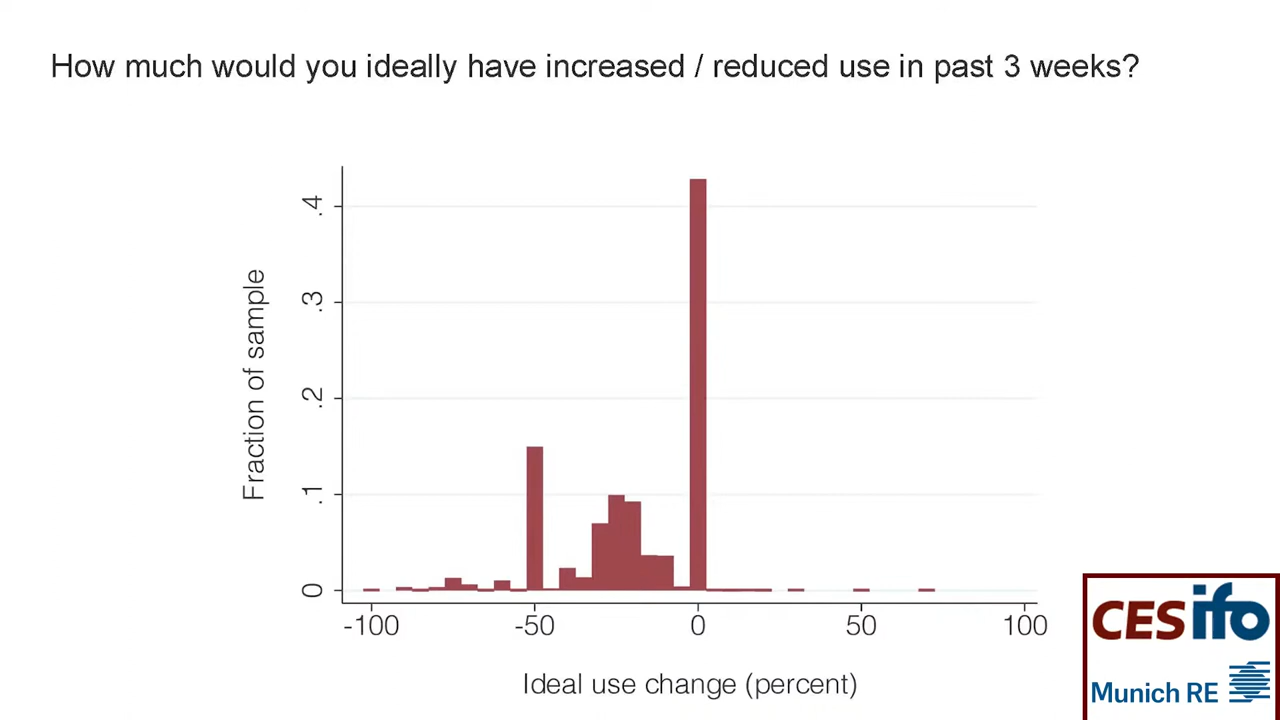 How much would you ideally have increased / reduced use in past 3 weeks?
Fraction of sample
.4
.3
.2
.1
0
-100 -50 0 50 100
Ideal use change (percent)
CESifo
Munich RE